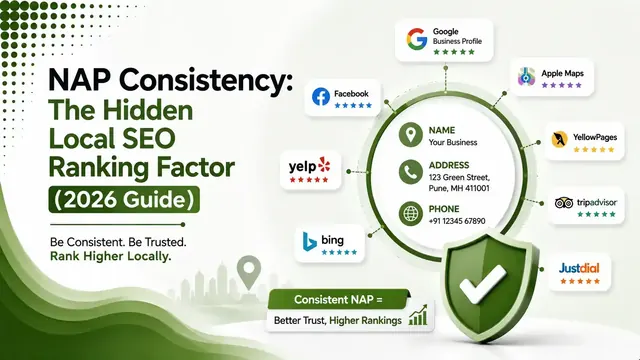 NAP Consistency:
The Hidden
Local SEO
Ranking Factor
(2026 Guide)
Be Consistent. Be Trusted.
Rank Higher Locally.
Google
Business Profile
Facebook
Apple Maps
yelp
YellowPages
bing
tripadvisor
Justdial
NAME
Your Business
ADDRESS
123 Green Street,
Pune, MH 411001
PHONE
+91 12345 67890
Consistent NAP =
Better Trust, Higher Rankings